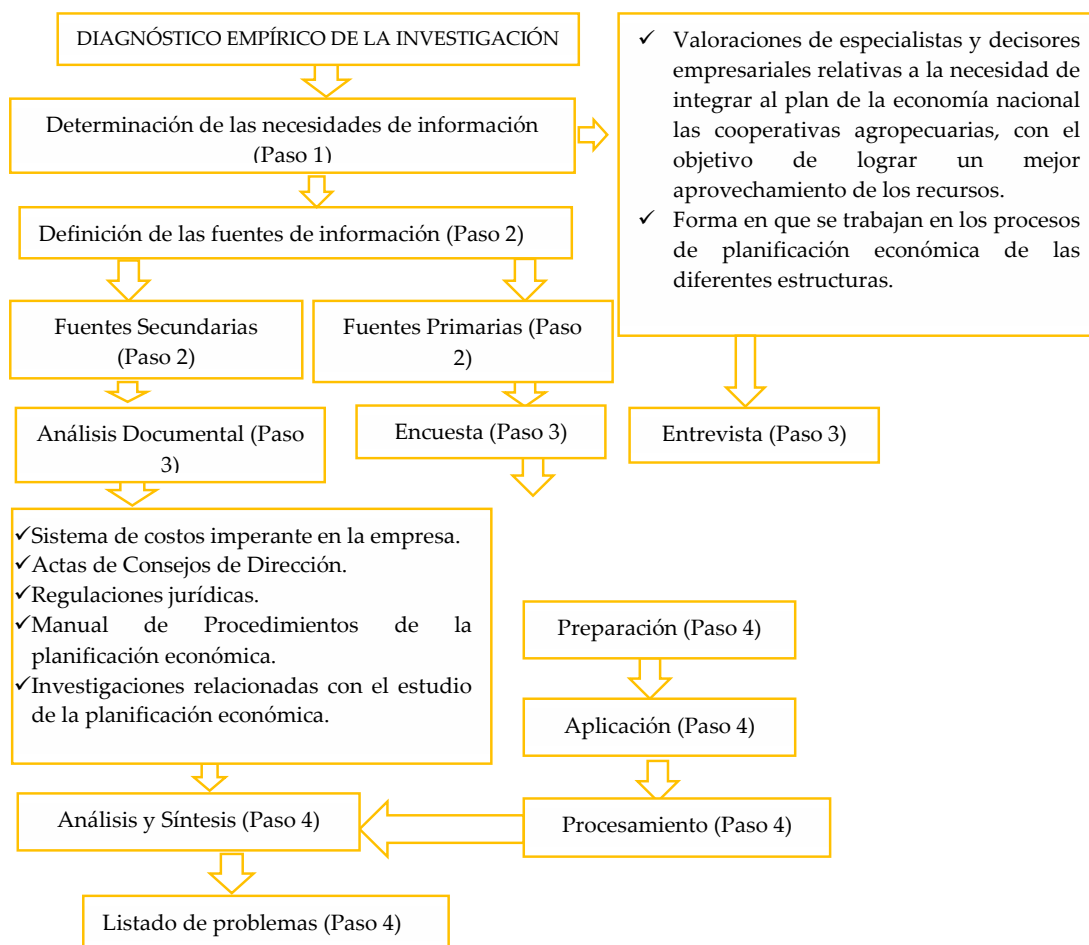 DIAGNÓSTICO EMPÍRICO DE LA INVESTIGACIÓN
Determinación de las necesidades de información
(Paso 1)
✓ Valoraciones de especialistas y decisores
empresariales relativas a la necesidad de
integrar al plan de la economía nacional
las cooperativas agropecuarias, con el
objetivo de lograr un mejor
aprovechamiento de los recursos.
✓ Forma en que se trabajan en los procesos
de planificación económica de las
diferentes estructuras.
Definición de las fuentes de información (Paso 2)
Fuentes Secundarias
(Paso 2)
Fuentes Primarias (Paso
2)
Análisis Documental (Paso
3)
Encuesta (Paso 3)
Entrevista (Paso 3)
✓Sistema de costos imperante en la empresa.
✓Actas de Consejos de Dirección.
✓Regulaciones jurídicas.
✓Manual de Procedimientos de la
planificación económica.
✓Investigaciones relacionadas con el estudio
de la planificación económica.
Preparación (Paso 4)
Aplicación (Paso 4)
Análisis y Síntesis (Paso 4)
Procesamiento (Paso 4)
Listado de problemas (Paso 4)